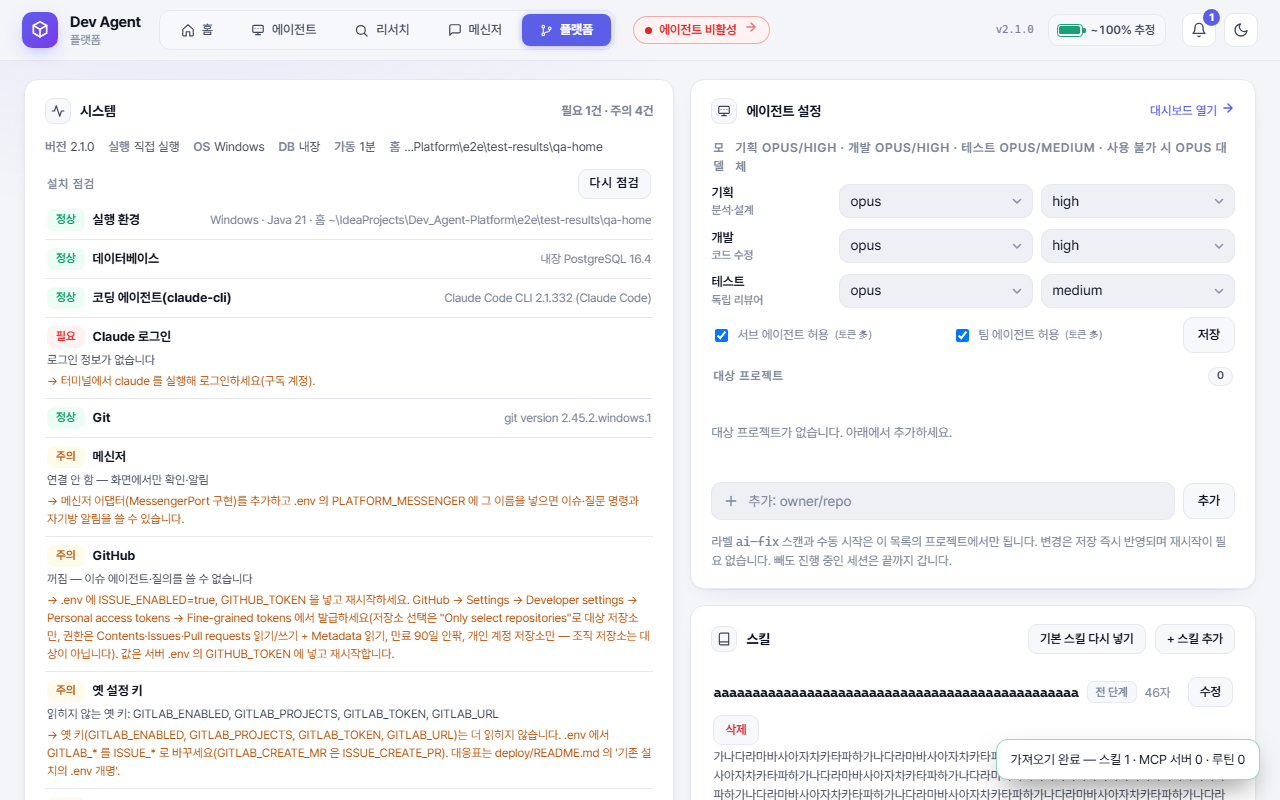 Dev Agent
플랫폼
홈
에이전트
리서치
메신저
플랫폼
에이전트 비활성 →
v2.1.0
~100% 추정
1
시스템
필요 1건 · 주의 4건
버전 2.1.0 실행 직접 실행 OS Windows DB 내장 가동 1분 홈 ...Platform\e2e\test-results\qa-home
설치 점검
다시 점검
정상 실행 환경 Windows · Java 21 · 홈 ~\IdeaProjects\Dev_Agent-Platform\e2e\test-results\qa-home
정상 데이터베이스 내장 PostgreSQL 16.4
정상 코딩 에이전트(claude-cli) Claude Code CLI 2.1.332 (Claude Code)
필요 Claude 로그인
로그인 정보가 없습니다
→ 터미널에서 claude 를 실행해 로그인하세요(구독 계정).
정상 Git git version 2.45.2.windows.1
주의 메신저
연결 안 함 — 화면에서만 확인·알림
→ 메신저 어댑터(MessengerPort 구현)를 추가하고 .env 의 PLATFORM_MESSENGER 에 그 이름을 넣으면 이슈·질문 명령과
자기방 알림을 쓸 수 있습니다.
주의 GitHub
꺼짐 — 이슈 에이전트·질의를 쓸 수 없습니다
→ .env 에 ISSUE_ENABLED=true, GITHUB_TOKEN 을 넣고 재시작하세요. GitHub → Settings → Developer settings →
Personal access tokens → Fine-grained tokens 에서 발급하세요(저장소 선택은 "Only select repositories"로 대상 저장소
만, 권한은 Contents·Issues·Pull requests 읽기/쓰기 + Metadata 읽기, 만료 90일 안팎, 개인 계정 저장소만 — 조직 저장소는 대
상이 아닙니다). 값은 서버 .env 의 GITHUB_TOKEN 에 넣고 재시작합니다.
주의 옛 설정 키
읽히지 않는 옛 키: GITLAB_ENABLED, GITLAB_PROJECTS, GITLAB_TOKEN, GITLAB_URL
→ 옛 키(GITLAB_ENABLED, GITLAB_PROJECTS, GITLAB_TOKEN, GITLAB_URL)는 더 읽히지 않습니다. .env 에서
GITLAB_* 를 ISSUE_* 로 바꾸세요(GITLAB_CREATE_MR 은 ISSUE_CREATE_PR). 대응표는 deploy/README.md 의 '기존 설
치의 .env 개명'.
에이전트 설정
대시보드 열기 →
모 기획 OPUS/HIGH · 개발 OPUS/HIGH · 테스트 OPUS/MEDIUM · 사용 불가 시 OPUS 대
델 체
기획
분석·설계
opus
high
개발
코드 수정
opus
high
테스트
독립 리뷰어
opus
medium
서브 에이전트 허용 (토큰 多)
팀 에이전트 허용 (토큰 多)
저장
대상 프로젝트
0
대상 프로젝트가 없습니다. 아래에서 추가하세요.
추가: owner/repo
추가
라벨 ai-fix 스캔과 수동 시작은 이 목록의 프로젝트에서만 됩니다. 변경은 저장 즉시 반영되며 재시작이 필
요 없습니다. 빼도 진행 중인 세션은 끝까지 갑니다.
스킬
기본 스킬 다시 넣기
+ 스킬 추가
전 단계 46자
수정
삭제
가져오기 완료 — 스킬 1 · MCP 서버 0 · 루틴 0